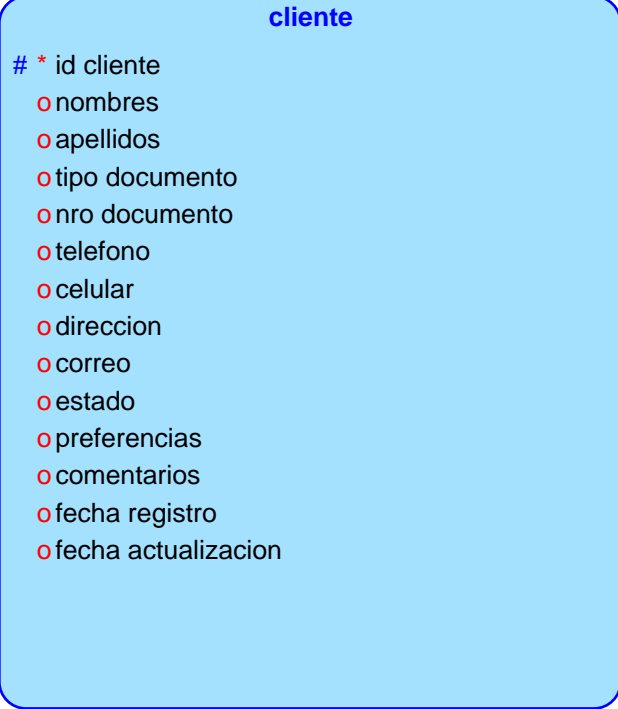 cliente
# * id cliente
o nombres
o apellidos
o tipo documento
o nro documento
o telefono
o celular
o direccion
o correo
o estado
o preferencias
o comentarios
o fecha registro
o fecha actualizacion